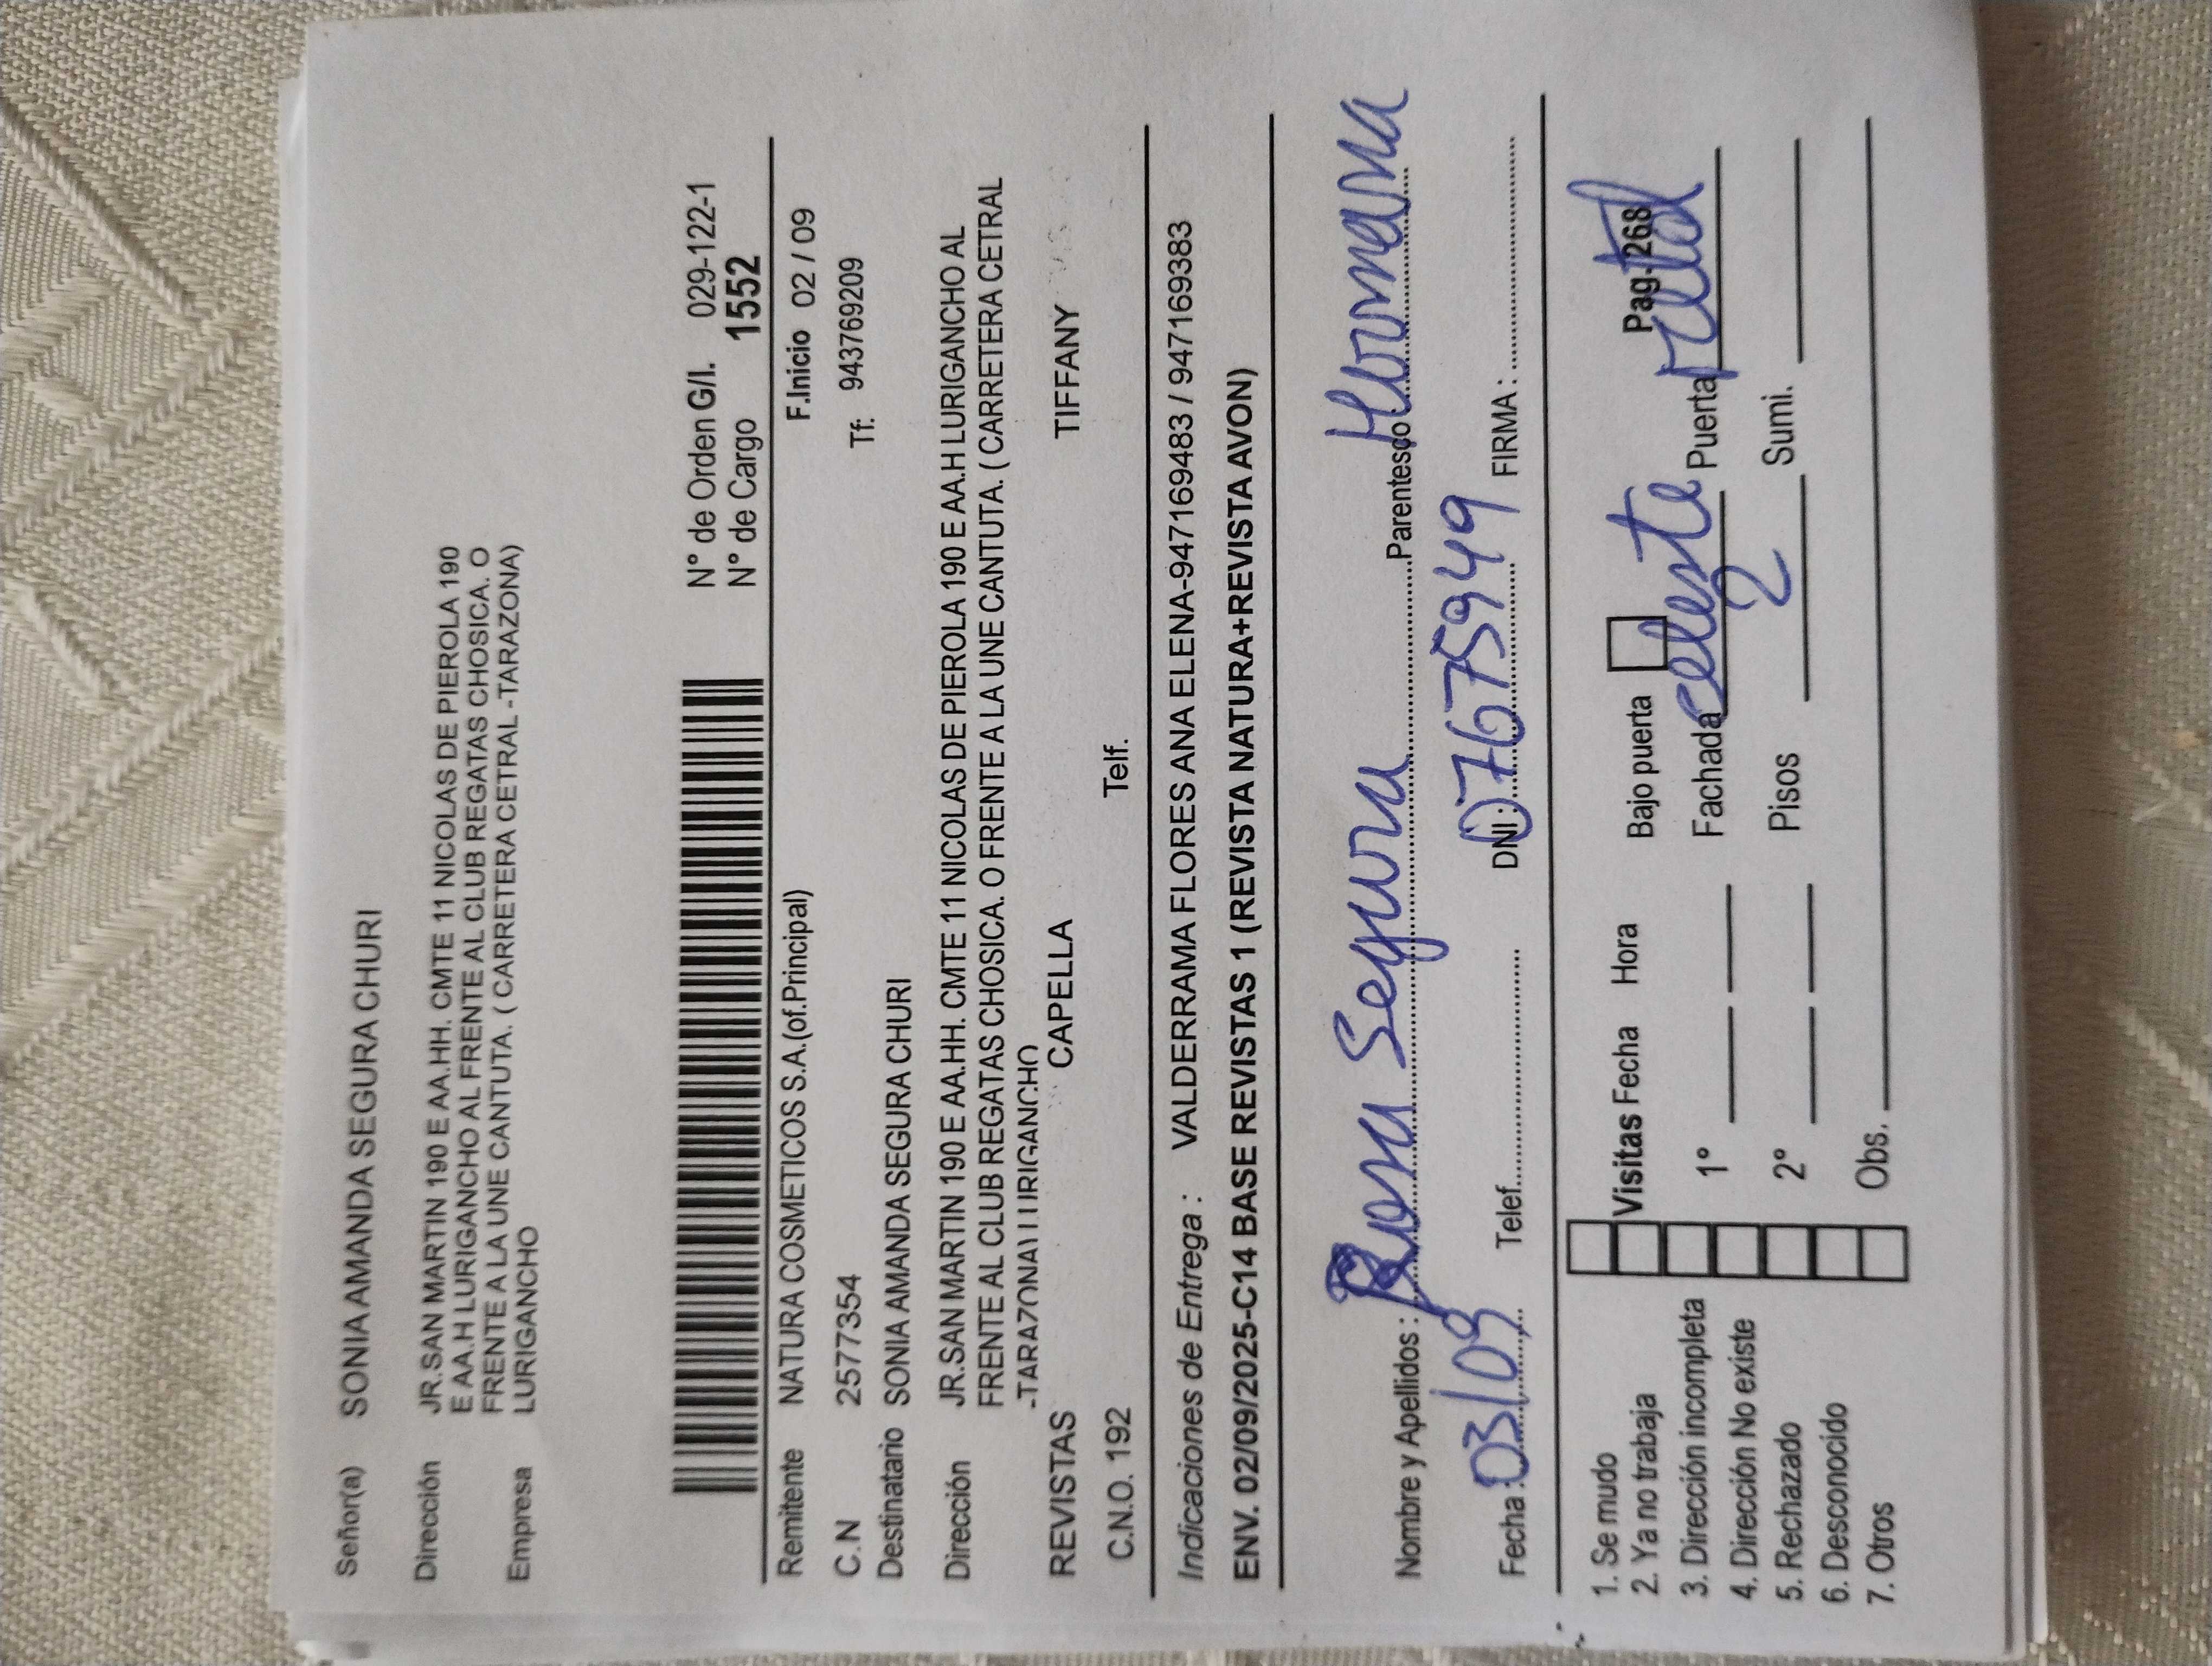 Señor(a) SONIA AMANDA SEGURA CHURI
Dirección JR.SAN MARTIN 190 E AA.HH. CMTE 11 NICOLAS DE PIEROLA 190
E AA.H LURIGANCHO AL FRENTE AL CLUB REGATAS CHOSICA. O
FRENTE A LA UNE CANTUTA. ( CARRETERA CETRAL -TARAZONA)
Empresa LURIGANCHO
N° de Orden G/I. 029-122-1
N° de Cargo 1552
Remitente NATURA COSMETICOS S.A.(of.Principal) F.Inicio 02 / 09
C.N 2577354 Tf: 943769209
Destinatario SONIA AMANDA SEGURA CHURI
Dirección JR.SAN MARTIN 190 E AA.HH. CMTE 11 NICOLAS DE PIEROLA 190 E AA.H LURIGANCHO AL
FRENTE AL CLUB REGATAS CHOSICA. O FRENTE A LA UNE CANTUTA. ( CARRETERA CETRAL
-TARAZONA) LURIGANCHO
REVISTAS CAPELLA TIFFANY
C.N.O. 192 Telf.
Indicaciones de Entrega : VALDERRAMA FLORES ANA ELENA-947169483 / 947169383
ENV. 02/09/2025-C14 BASE REVISTAS 1 (REVISTA NATURA+REVISTA AVON)
Nombre y Apellidos : Rosa Segura Parentesco Hermana
Fecha : 03/09 Telef. DNI : 07675949 FIRMA :
Pag-268
1. Se mudo Visitas Fecha Hora Bajo puerta
2. Ya no trabaja
3. Dirección incompleta 1° Fachada celeste Puerta metal
4. Dirección No existe
5. Rechazado 2° Pisos 2 Sumi.
6. Desconocido
7. Otros Obs.